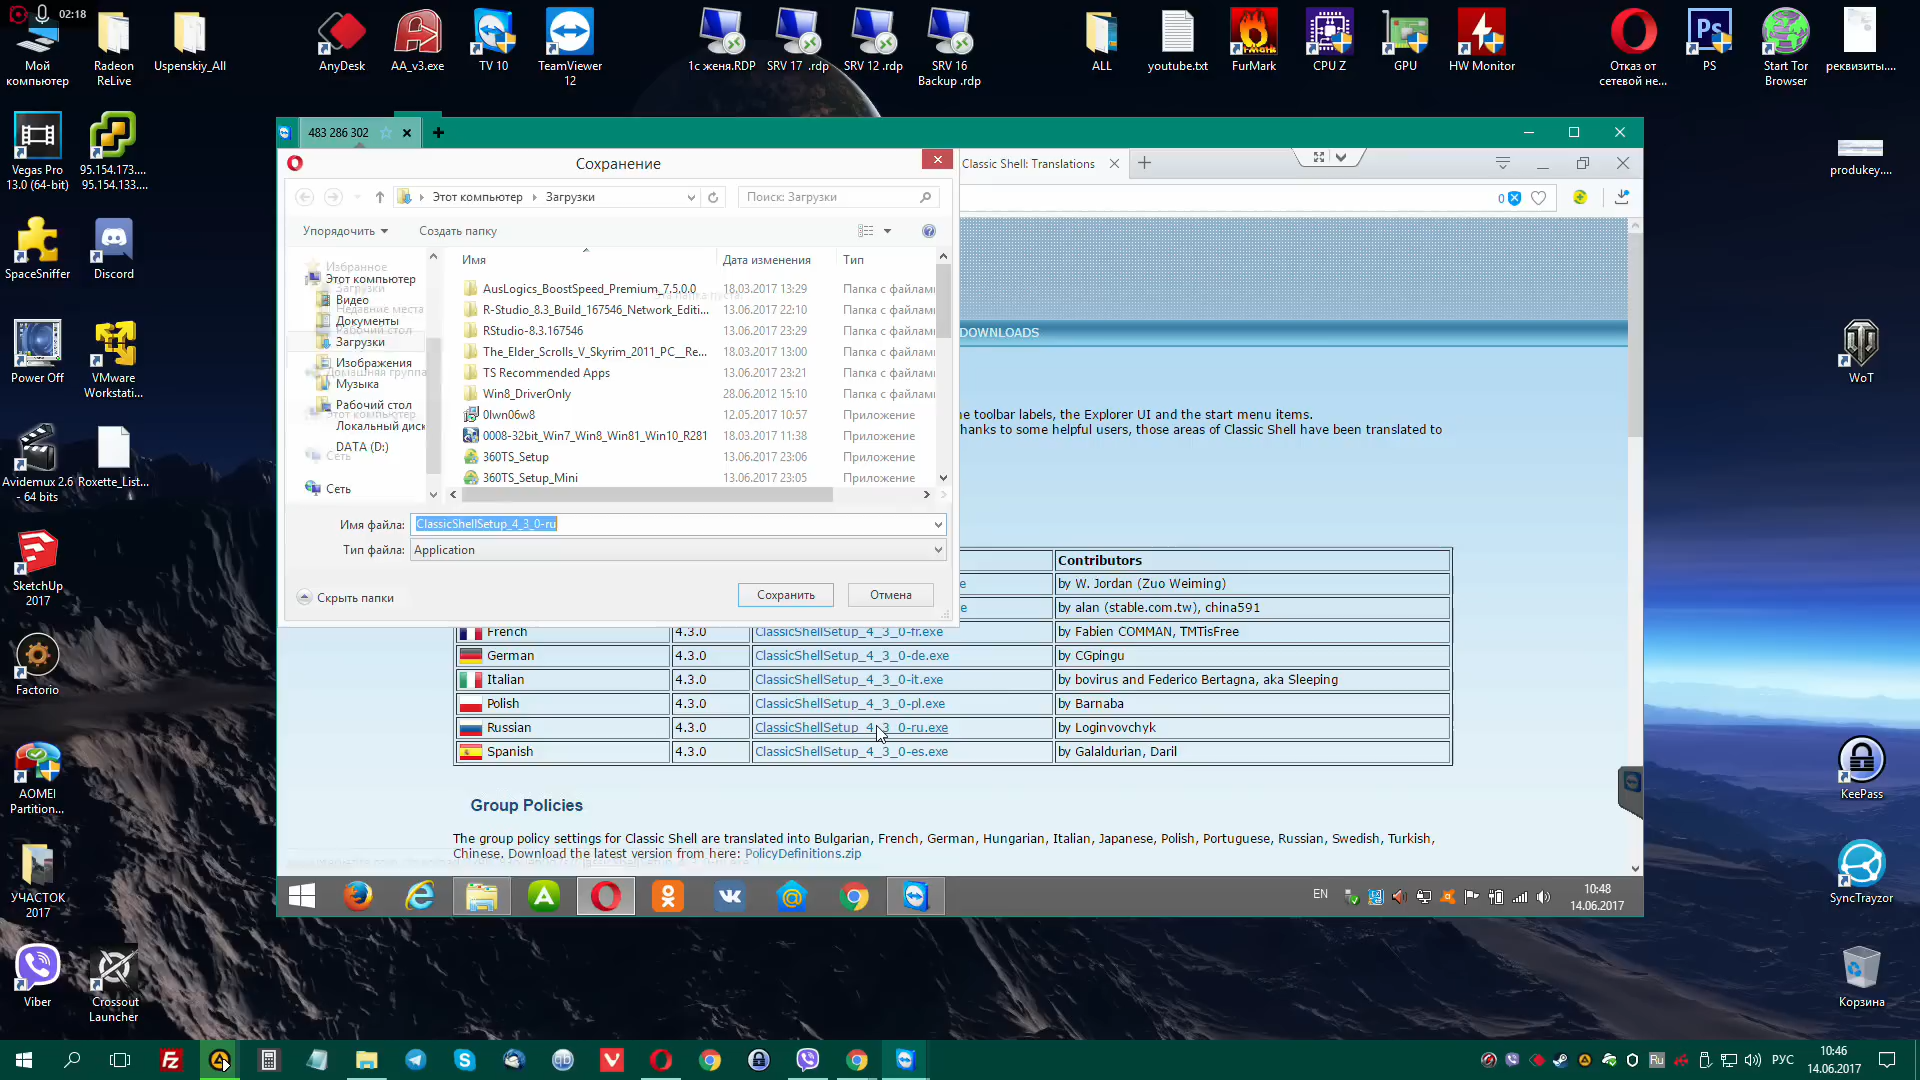 02:18
Мой
компьютер
Radeon
ReLive
Uspenskiy_All
AnyDesk
AA_v3.exe
TV 10
TeamViewer
12
1с женя.RDP
SRV 17 .rdp
SRV 12 .rdp
SRV 16
Backup .rdp
ALL
youtube.txt
FurMark
CPU Z
GPU
HW Monitor
Отказ от
сетевой не...
PS
Start Tor
Browser
реквизиты....
Vegas Pro
13.0 (64-bit)
95.154.173....
95.154.133....
produkey....
SpaceSniffer
Discord
Power Off
VMware
Workstati...
WoT
Avidemux 2.6
- 64 bits
Roxette_List...
SketchUp
2017
Factorio
AOMEI
Partition...
KeePass
УЧАСТОК
2017
SyncTrayzor
Viber
Crossout
Launcher
Корзина
483 286 302
Сохранение
Classic Shell: Translations
Этот компьютер
Загрузки
Поиск: Загрузки
0
Упорядочить
Создать папку
Избранное
Этот компьютер
Загрузки
Видео
Недавние места
Документы
Рабочий стол
Загрузки
Изображения
Домашняя группа
Музыка
Рабочий стол
Этот компьютер
Локальный диск
DATA (D:)
Сеть
Сеть
Имя
Дата изменения
Тип
AusLogics_BoostSpeed_Premium_7.5.0.0 18.03.2017 13:29 Папка с файлами
R-Studio_8.3_Build_167546_Network_Editi... 13.06.2017 22:10 Папка с файлами
RStudio-8.3.167546 13.06.2017 23:29 Папка с файлами
The_Elder_Scrolls_V_Skyrim_2011_PC__Re... 18.03.2017 13:00 Папка с файлами
TS Recommended Apps 13.06.2017 23:21 Папка с файлами
Win8_DriverOnly 28.06.2012 15:10 Папка с файлами
0lwn06w8 12.05.2017 10:57 Приложение
0008-32bit_Win7_Win8_Win81_Win10_R281 18.03.2017 11:38 Приложение
360TS_Setup 13.06.2017 23:06 Приложение
360TS_Setup_Mini 13.06.2017 23:05 Приложение
Имя файла: ClassicShellSetup_4_3_0-ru
Тип файла: Application
Скрыть папки
Сохранить
Отмена
DOWNLOADS
e toolbar labels, the Explorer UI and the start menu items.
hanks to some helpful users, those areas of Classic Shell have been translated to
Contributors
e by W. Jordan (Zuo Weiming)
e by alan (stable.com.tw), china591
French 4.3.0 ClassicShellSetup_4_3_0-fr.exe by Fabien COMMAN, TMTisFree
German 4.3.0 ClassicShellSetup_4_3_0-de.exe by CGpingu
Italian 4.3.0 ClassicShellSetup_4_3_0-it.exe by bovirus and Federico Bertagna, aka Sleeping
Polish 4.3.0 ClassicShellSetup_4_3_0-pl.exe by Barnaba
Russian 4.3.0 ClassicShellSetup_4_3_0-ru.exe by Loginvovchyk
Spanish 4.3.0 ClassicShellSetup_4_3_0-es.exe by Galaldurian, Daril
Group Policies
The group policy settings for Classic Shell are translated into Bulgarian, French, German, Hungarian, Italian, Japanese, Polish, Portuguese, Russian, Swedish, Turkish,
Chinese. Download the latest version from here: PolicyDefinitions.zip
EN
10:48
14.06.2017
РУС
10:46
14.06.2017